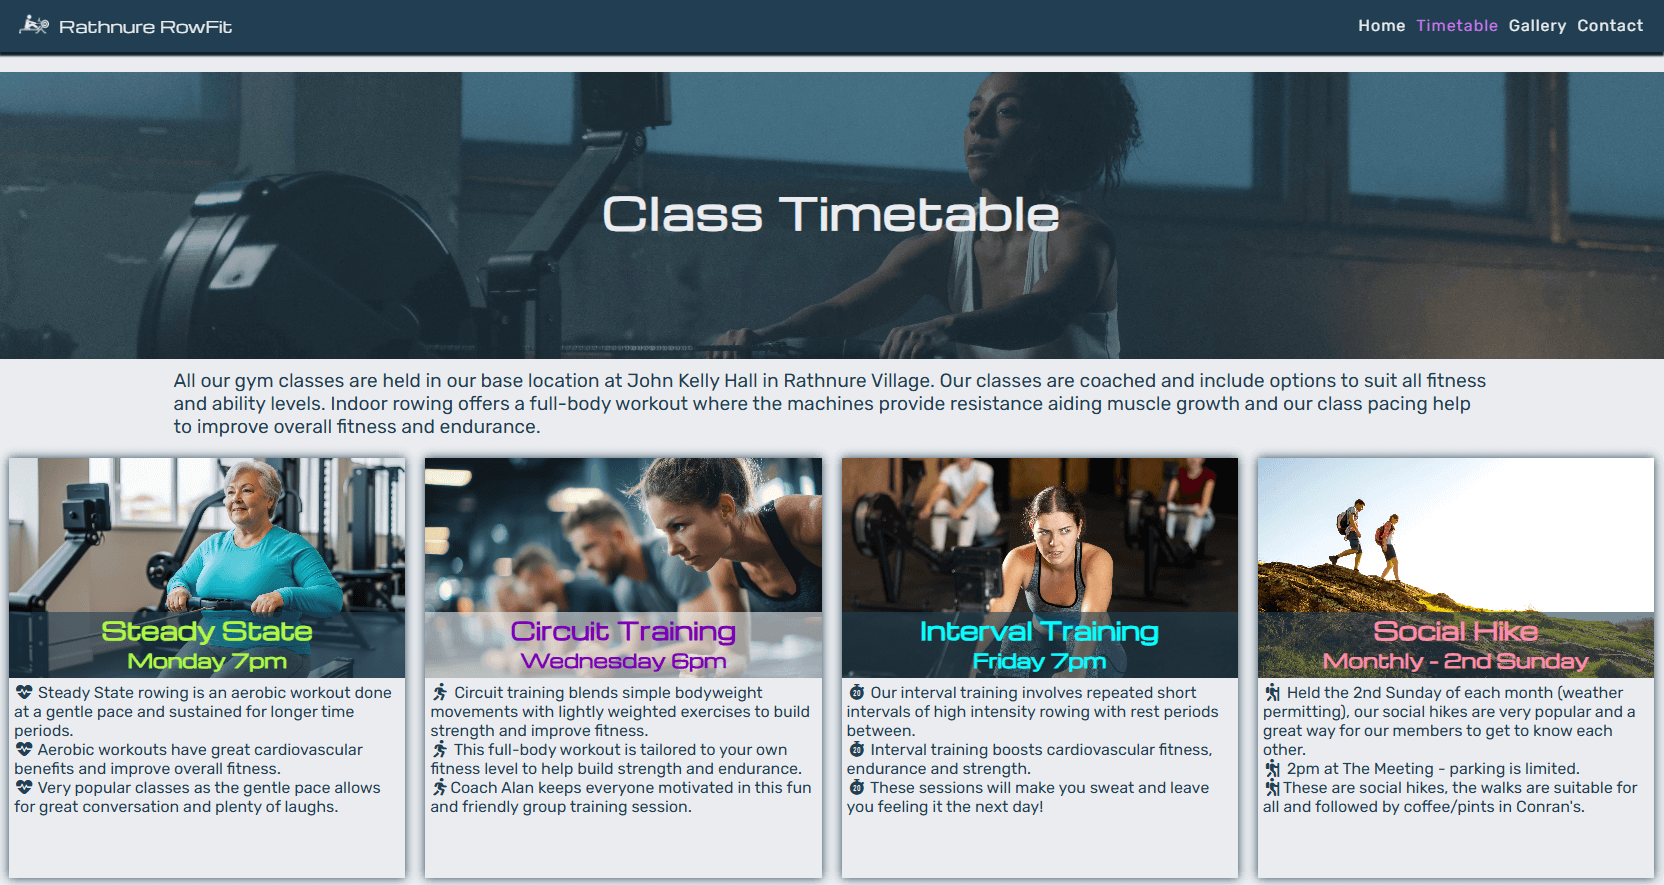 Rathnure RowFit
Home Timetable Gallery Contact
Class Timetable
All our gym classes are held in our base location at John Kelly Hall in Rathnure Village. Our classes are coached and include options to suit all fitness
and ability levels. Indoor rowing offers a full-body workout where the machines provide resistance aiding muscle growth and our class pacing help
to improve overall fitness and endurance.
Steady State
Monday 7pm
Steady State rowing is an aerobic workout done
at a gentle pace and sustained for longer time
periods.
Aerobic workouts have great cardiovascular
benefits and improve overall fitness.
Very popular classes as the gentle pace allows
for great conversation and plenty of laughs.
Circuit Training
Wednesday 6pm
Circuit training blends simple bodyweight
movements with lightly weighted exercises to build
strength and improve fitness.
This full-body workout is tailored to your own
fitness level to help build strength and endurance.
Coach Alan keeps everyone motivated in this fun
and friendly group training session.
Interval Training
Friday 7pm
20 Our interval training involves repeated short
intervals of high intensity rowing with rest periods
between.
20 Interval training boosts cardiovascular fitness,
endurance and strength.
20 These sessions will make you sweat and leave
you feeling it the next day!
Social Hike
Monthly - 2nd Sunday
Held the 2nd Sunday of each month (weather
permitting), our social hikes are very popular and a
great way for our members to get to know each
other.
2pm at The Meeting - parking is limited.
These are social hikes, the walks are suitable for
all and followed by coffee/pints in Conran's.